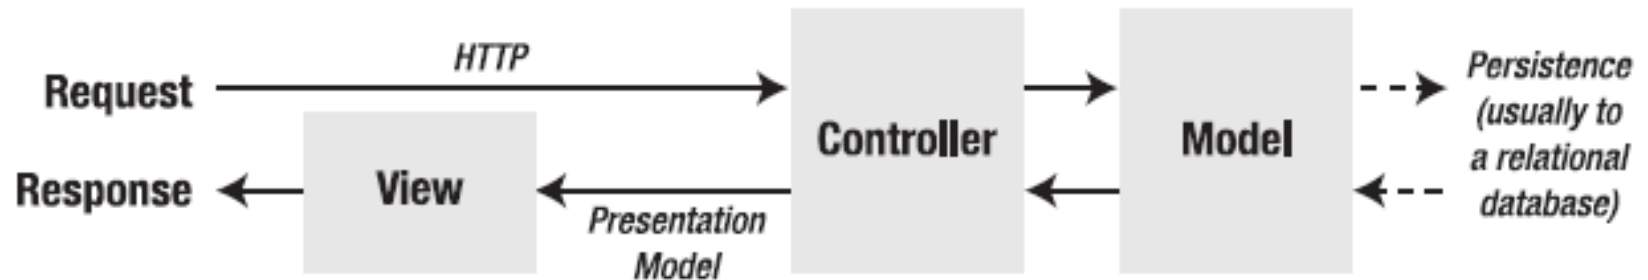 HTTP
Request
Response
View
Presentation
Model
Controller
Model
Persistence
(usually to
a relational
database)